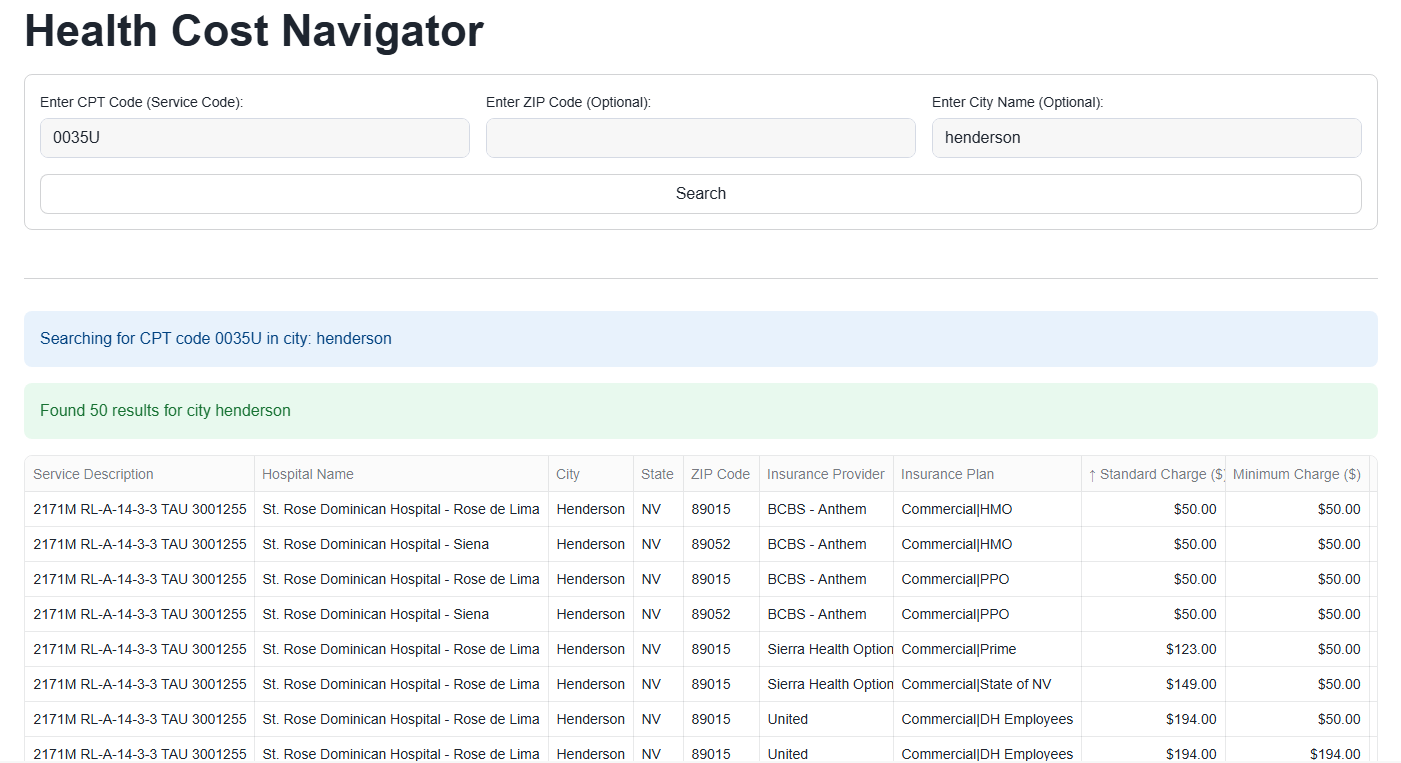 Health Cost Navigator
Enter CPT Code (Service Code): Enter ZIP Code (Optional): Enter City Name (Optional):
0035U henderson
Search
Searching for CPT code 0035U in city: henderson
Found 50 results for city henderson
Service Description Hospital Name City State ZIP Code Insurance Provider Insurance Plan ↑ Standard Charge ($) Minimum Charge ($)
2171M RL-A-14-3-3 TAU 3001255 St. Rose Dominican Hospital - Rose de Lima Henderson NV 89015 BCBS - Anthem Commercial|HMO $50.00 $50.00
2171M RL-A-14-3-3 TAU 3001255 St. Rose Dominican Hospital - Siena Henderson NV 89052 BCBS - Anthem Commercial|HMO $50.00 $50.00
2171M RL-A-14-3-3 TAU 3001255 St. Rose Dominican Hospital - Rose de Lima Henderson NV 89015 BCBS - Anthem Commercial|PPO $50.00 $50.00
2171M RL-A-14-3-3 TAU 3001255 St. Rose Dominican Hospital - Siena Henderson NV 89052 BCBS - Anthem Commercial|PPO $50.00 $50.00
2171M RL-A-14-3-3 TAU 3001255 St. Rose Dominican Hospital - Rose de Lima Henderson NV 89015 Sierra Health Option Commercial|Prime $123.00 $50.00
2171M RL-A-14-3-3 TAU 3001255 St. Rose Dominican Hospital - Rose de Lima Henderson NV 89015 Sierra Health Option Commercial|State of NV $149.00 $50.00
2171M RL-A-14-3-3 TAU 3001255 St. Rose Dominican Hospital - Rose de Lima Henderson NV 89015 United Commercial|DH Employees $194.00 $50.00
2171M RL-A-14-3-3 TAU 3001255 St. Rose Dominican Hospital - Rose de Lima Henderson NV 89015 United Commercial|DH Employees $194.00 $194.00